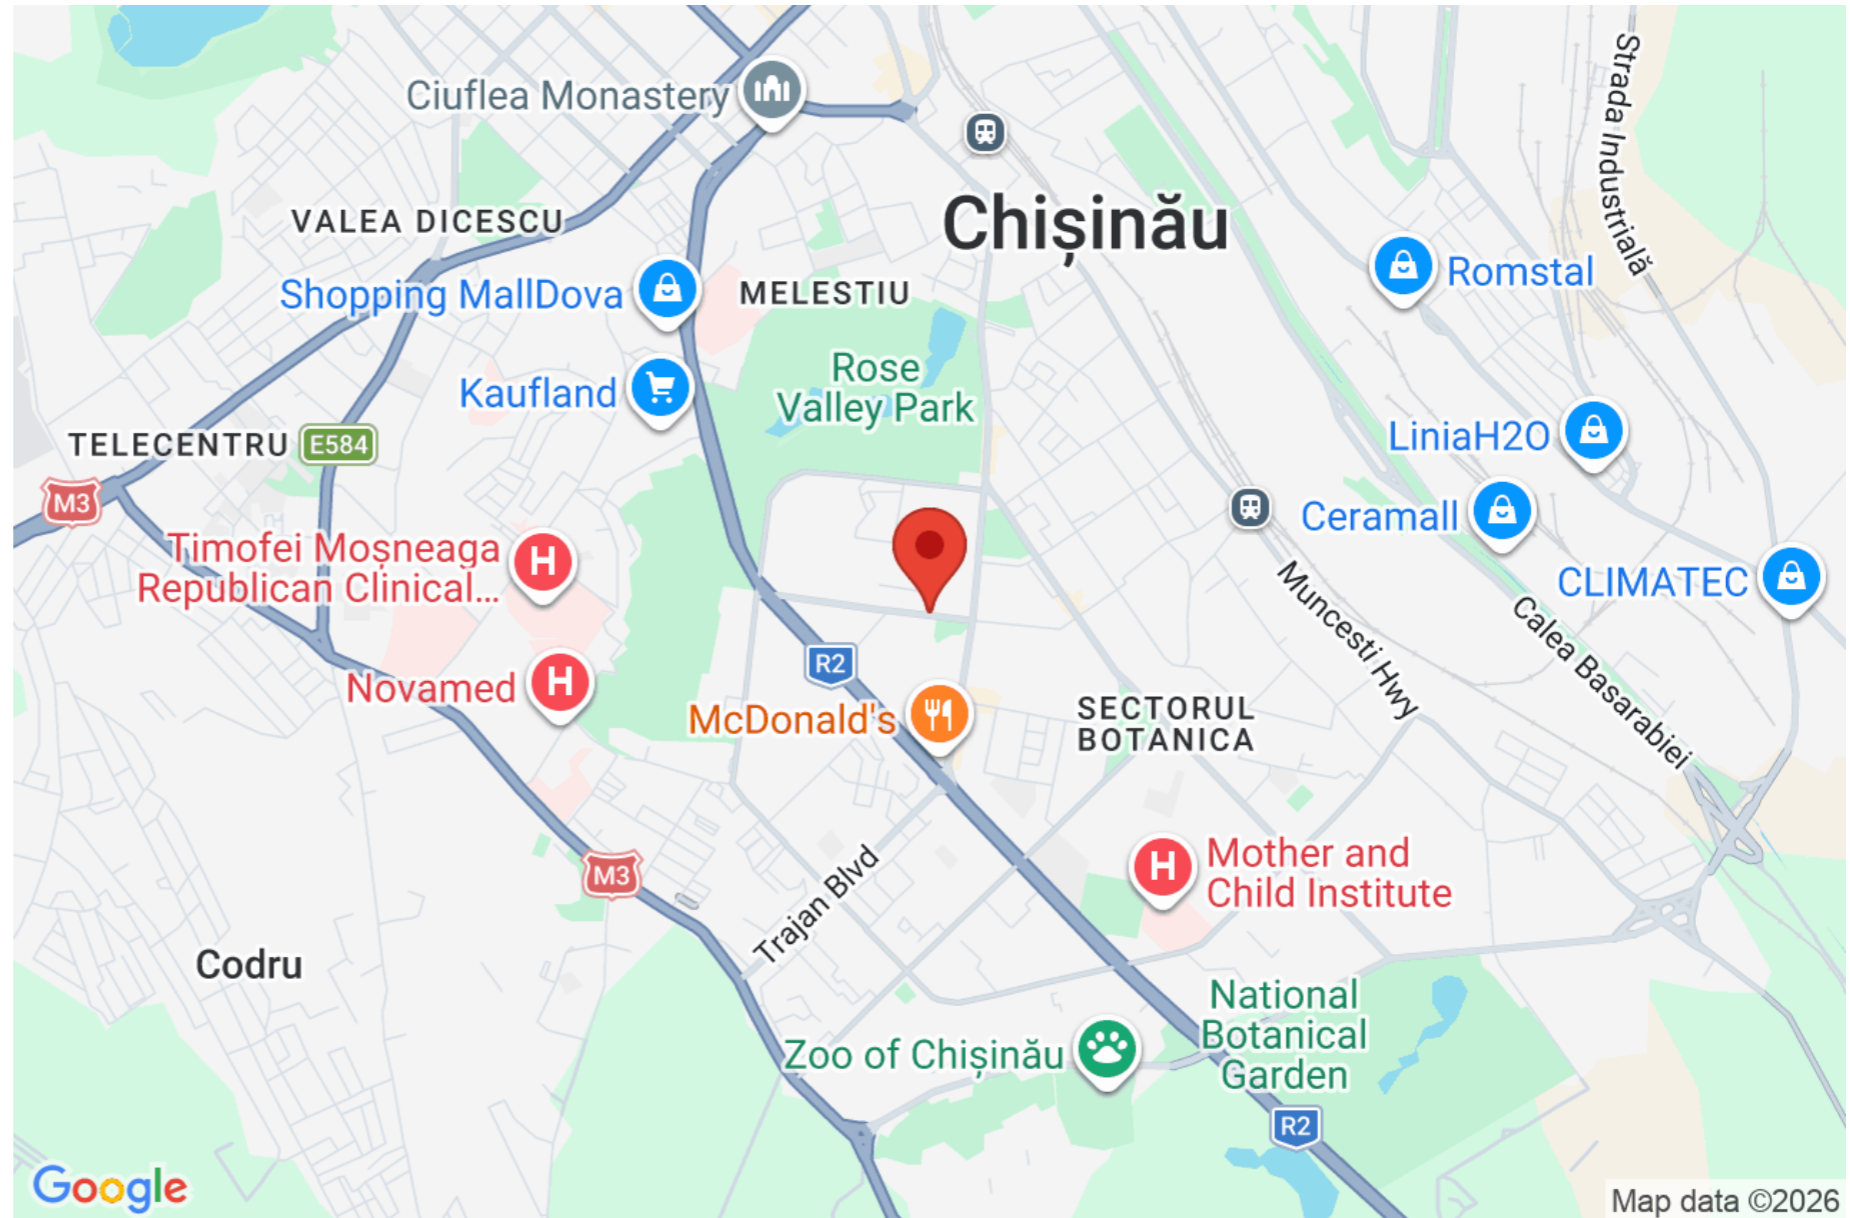 Strada Industrială
Ciuflea Monastery
VALEA DICESCU
Chișinău
Romstal
Shopping MallDova
MELESTIU
Rose
Valley Park
Kaufland
TELECENTRU
E584
LiniaH2O
M3
Ceramall
Timofei Moșneaga
Republican Clinical...
H
CLIMATEC
Muncesti Hwy
Calea Basarabiei
R2
Novamed
H
McDonald's
SECTORUL
BOTANICA
M3
Trajan Blvd
H
Mother and
Child Institute
Codru
National
Botanical
Garden
Zoo of Chișinău
R2
Google
Map data ©2026